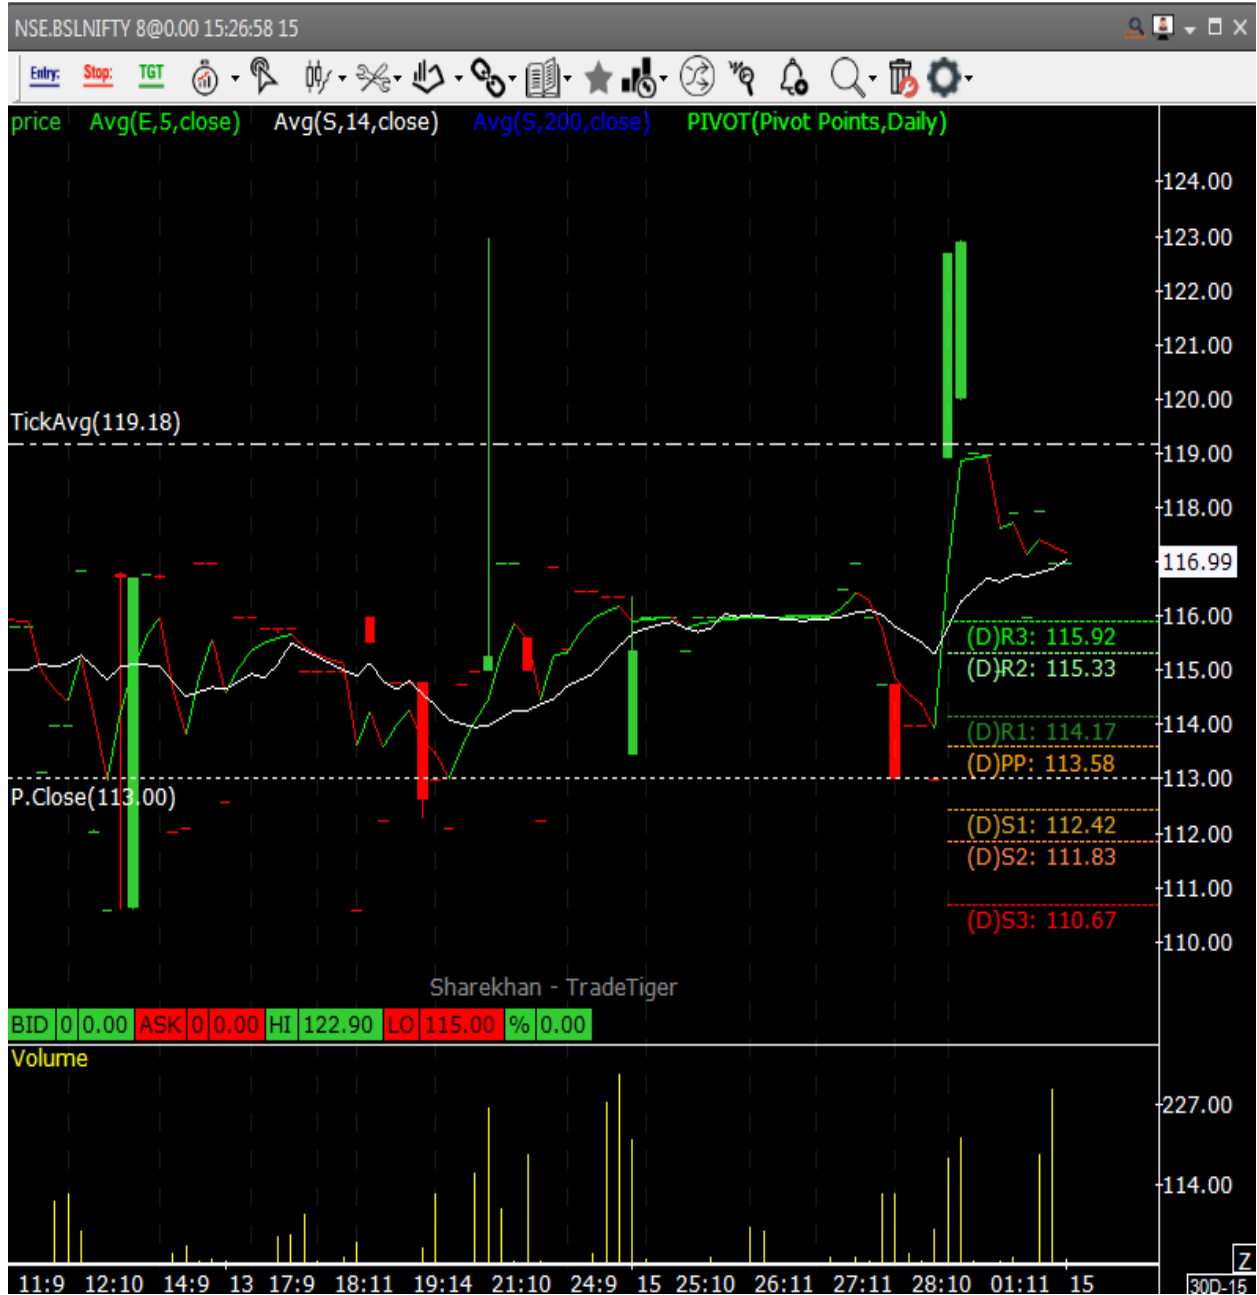 NSE.BSLNIFTY 8@0.00 15:26:58 15
Entry: Stop: TGT
price Avg(E,5,close) Avg(S,14,close) Avg(S,200,close) PIVOT(Pivot Points,Daily)
124.00
123.00
122.00
121.00
120.00
TickAvg(119.18)
119.00
118.00
116.99
116.00
(D)R3: 115.92
115.00
(D)R2: 115.33
114.00
(D)R1: 114.17
(D)PP: 113.58
113.00
P.Close(113.00)
(D)S1: 112.42
112.00
(D)S2: 111.83
111.00
(D)S3: 110.67
110.00
Sharekhan - TradeTiger
BID 0 0.00 ASK 0 0.00 HI 122.90 LO 115.00 % 0.00
Volume
227.00
114.00
Z
11:9 12:10 14:9 13 17:9 18:11 19:14 21:10 24:9 15 25:10 26:11 27:11 28:10 01:11 15 30D-15